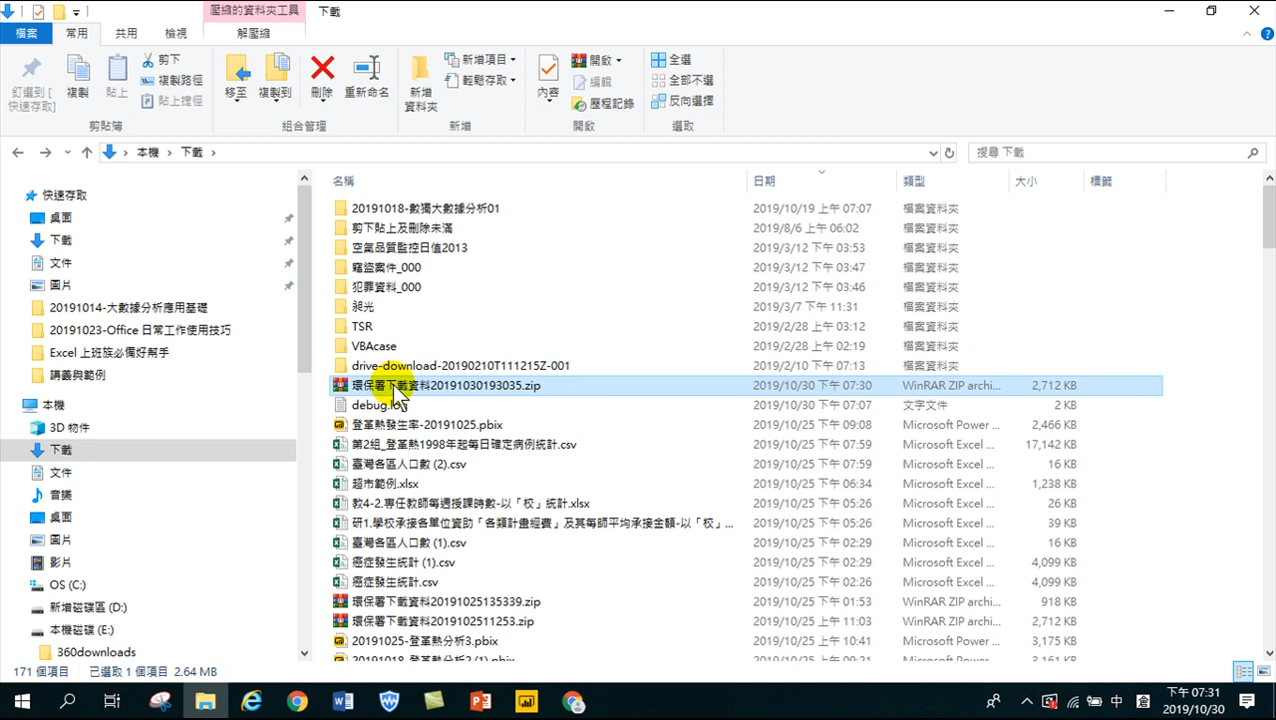 壓縮的資料夾工具 下載
檔案 常用 共用 檢視 解壓縮
釘選到 [快速存取]
複製
貼上
剪下
複製路徑
貼上捷徑
移至
複製到
刪除
重新命名
新增資料夾
新增項目
輕鬆存取
內容
開啟
編輯
歷程記錄
全選
全部不選
反向選擇
剪貼簿 組合管理 新增 開啟 選取
本機 下載
搜尋 下載
快速存取
桌面
下載
文件
圖片
20191014-大數據分析應用基礎
20191023-Office 日常工作使用技巧
Excel 上班族必備好幫手
講義與範例
本機
3D 物件
下載
文件
音樂
桌面
圖片
影片
OS (C:)
新增磁碟區 (D:)
本機磁碟 (E:)
360downloads
名稱 日期 類型 大小 標籤
20191018-數獨大數據分析01 2019/10/19 上午 07:07 檔案資料夾
剪下貼上及刪除未滿 2019/8/6 上午 06:02 檔案資料夾
空氣品質監控日值2013 2019/3/12 下午 03:53 檔案資料夾
竊盜案件_000 2019/3/12 下午 03:47 檔案資料夾
犯罪資料_000 2019/3/12 下午 03:46 檔案資料夾
昶光 2019/3/7 下午 11:31 檔案資料夾
TSR 2019/2/28 上午 03:12 檔案資料夾
VBAcase 2019/2/28 上午 03:11 檔案資料夾
drive-download-20190210T111215Z-001 2019/2/10 下午 07:13 檔案資料夾
環保署下載資料20191030193035.zip 2019/10/30 下午 07:30 WinRAR ZIP archi... 2,712 KB
debug.log 2019/10/30 下午 07:07 文字文件 2 KB
登革熱發生率-20191025.pbix 2019/10/25 下午 09:08 Microsoft Power ... 2,466 KB
第2組_登革熱1998年起每日確定病例統計.csv 2019/10/25 下午 07:59 Microsoft Excel ... 17,142 KB
臺灣各區人口數 (2).csv 2019/10/25 下午 07:59 Microsoft Excel ... 16 KB
超市範例.xlsx 2019/10/25 下午 06:34 Microsoft Excel ... 1,238 KB
教4-2.專任教師每週授課時數-以「校」統計.xlsx 2019/10/25 下午 05:26 Microsoft Excel ... 26 KB
研1.學校承接各單位資助「各類計畫經費」及其每師平均承接金額-以「校」... 2019/10/25 下午 05:26 Microsoft Excel ... 39 KB
臺灣各區人口數 (1).csv 2019/10/25 下午 02:29 Microsoft Excel ... 16 KB
癌症發生統計 (1).csv 2019/10/25 下午 02:29 Microsoft Excel ... 4,099 KB
癌症發生統計.csv 2019/10/25 下午 02:26 Microsoft Excel ... 4,099 KB
環保署下載資料20191025135339.zip 2019/10/25 下午 01:53 WinRAR ZIP archi... 918 KB
環保署下載資料201910251​1253.zip 2019/10/25 上午 11:03 WinRAR ZIP archi... 2,712 KB
20191025-登革熱分析3.pbix 2019/10/25 上午 10:41 Microsoft Power ... 3,175 KB
20191018-登革熱分析2 (1).pbix 2019/10/25 上午 09:21 Microsoft Power ... 3,161 KB
171 個項目 已選取 1 個項目 2.64 MB
中
下午 07:31
2019/10/30